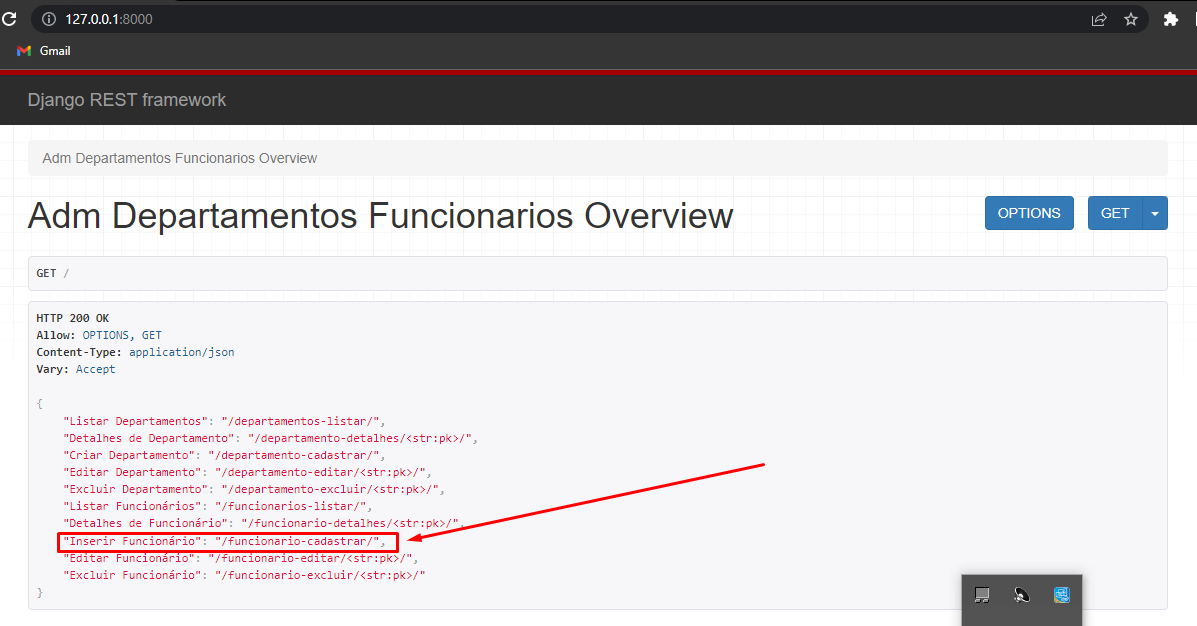 127.0.0.1:8000
Gmail
Django REST framework
Adm Departamentos Funcionarios Overview
Adm Departamentos Funcionarios Overview
OPTIONS
GET
GET /
HTTP 200 OK
Allow: OPTIONS, GET
Content-Type: application/json
Vary: Accept
{
"Listar Departamentos": "/departamentos-listar/",
"Detalhes de Departamento": "/departamento-detalhes/<str:pk>/",
"Criar Departamento": "/departamento-cadastrar/",
"Editar Departamento": "/departamento-editar/<str:pk>/",
"Excluir Departamento": "/departamento-excluir/<str:pk>/",
"Listar Funcionários": "/funcionarios-listar/",
"Detalhes de Funcionário": "/funcionario-detalhes/<str:pk>/",
"Inserir Funcionário": "/funcionario-cadastrar/",
"Editar Funcionário": "/funcionario-editar/<str:pk>/",
"Excluir Funcionário": "/funcionario-excluir/<str:pk>/"
}